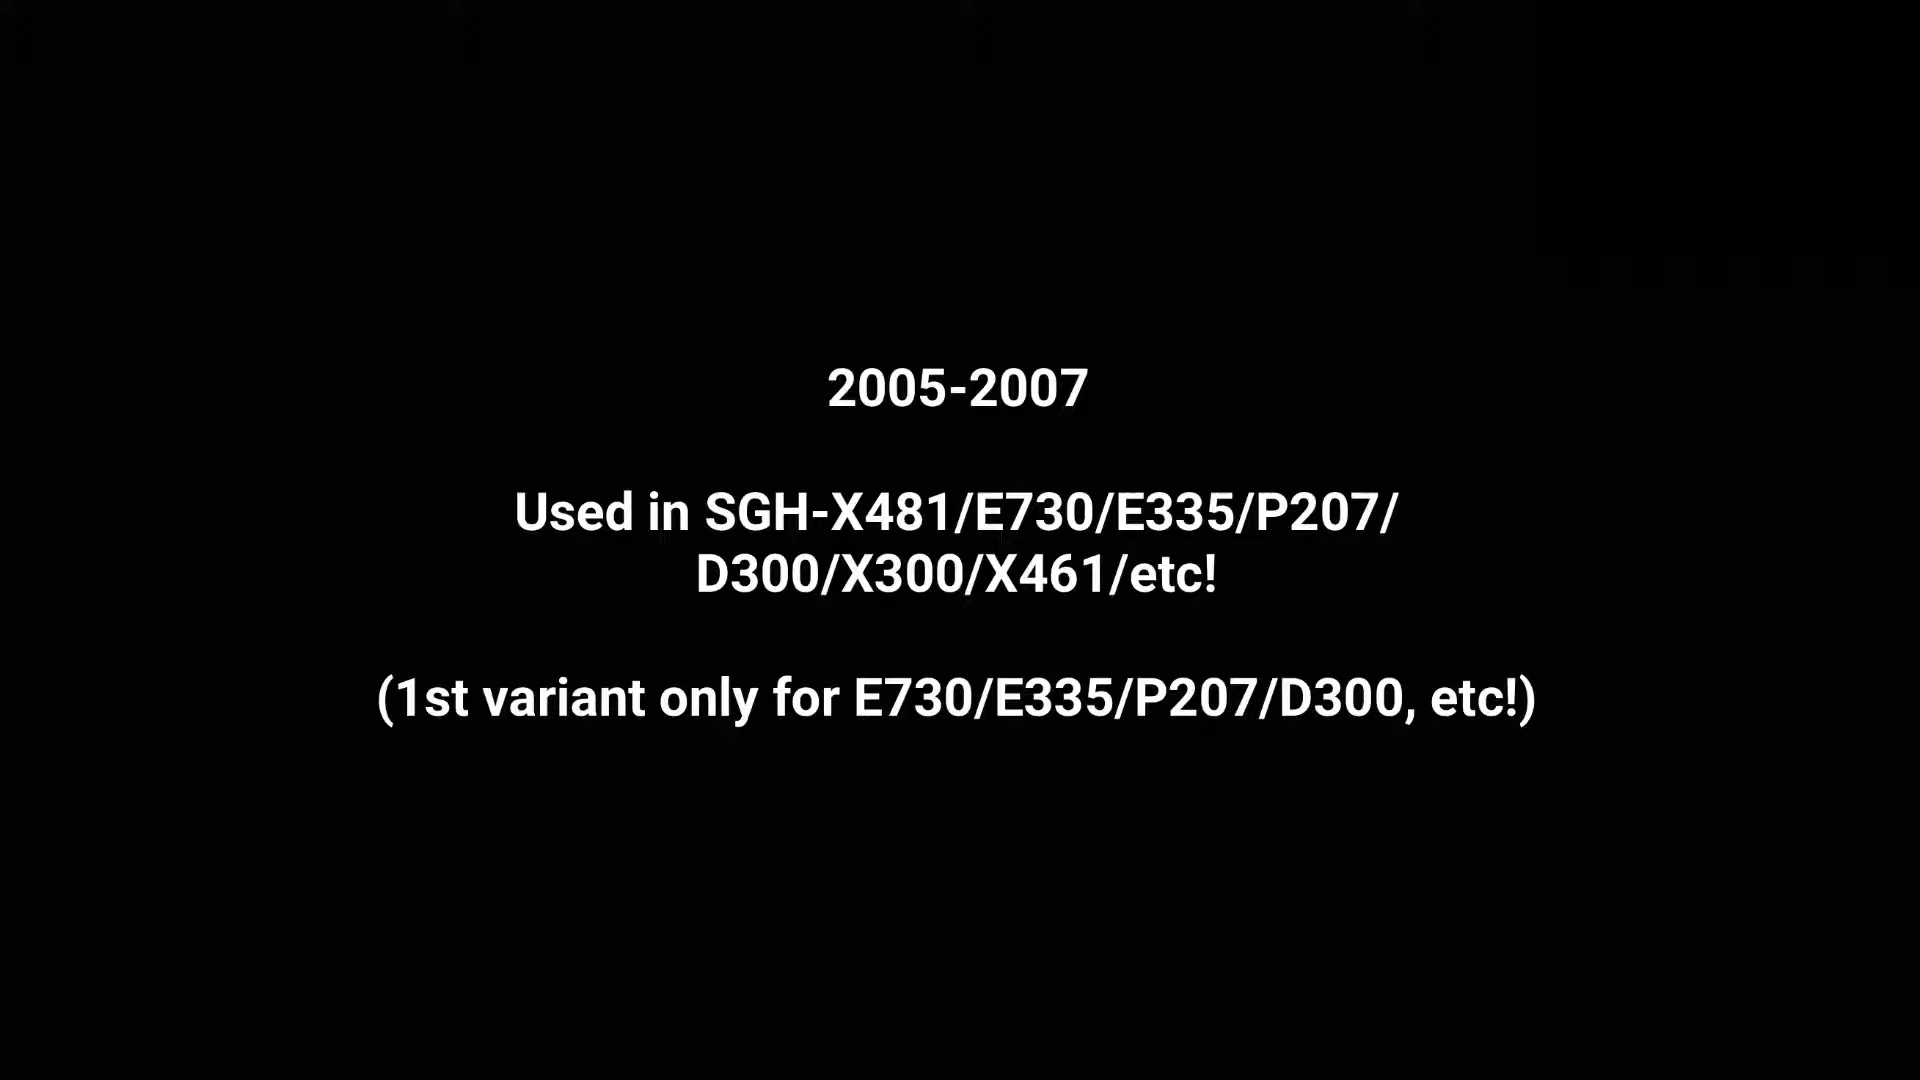 2005-2007
Used in SGH-X481/E730/E335/P207/
D300/X300/X461/etc!
(1st variant only for E730/E335/P207/D300, etc!)